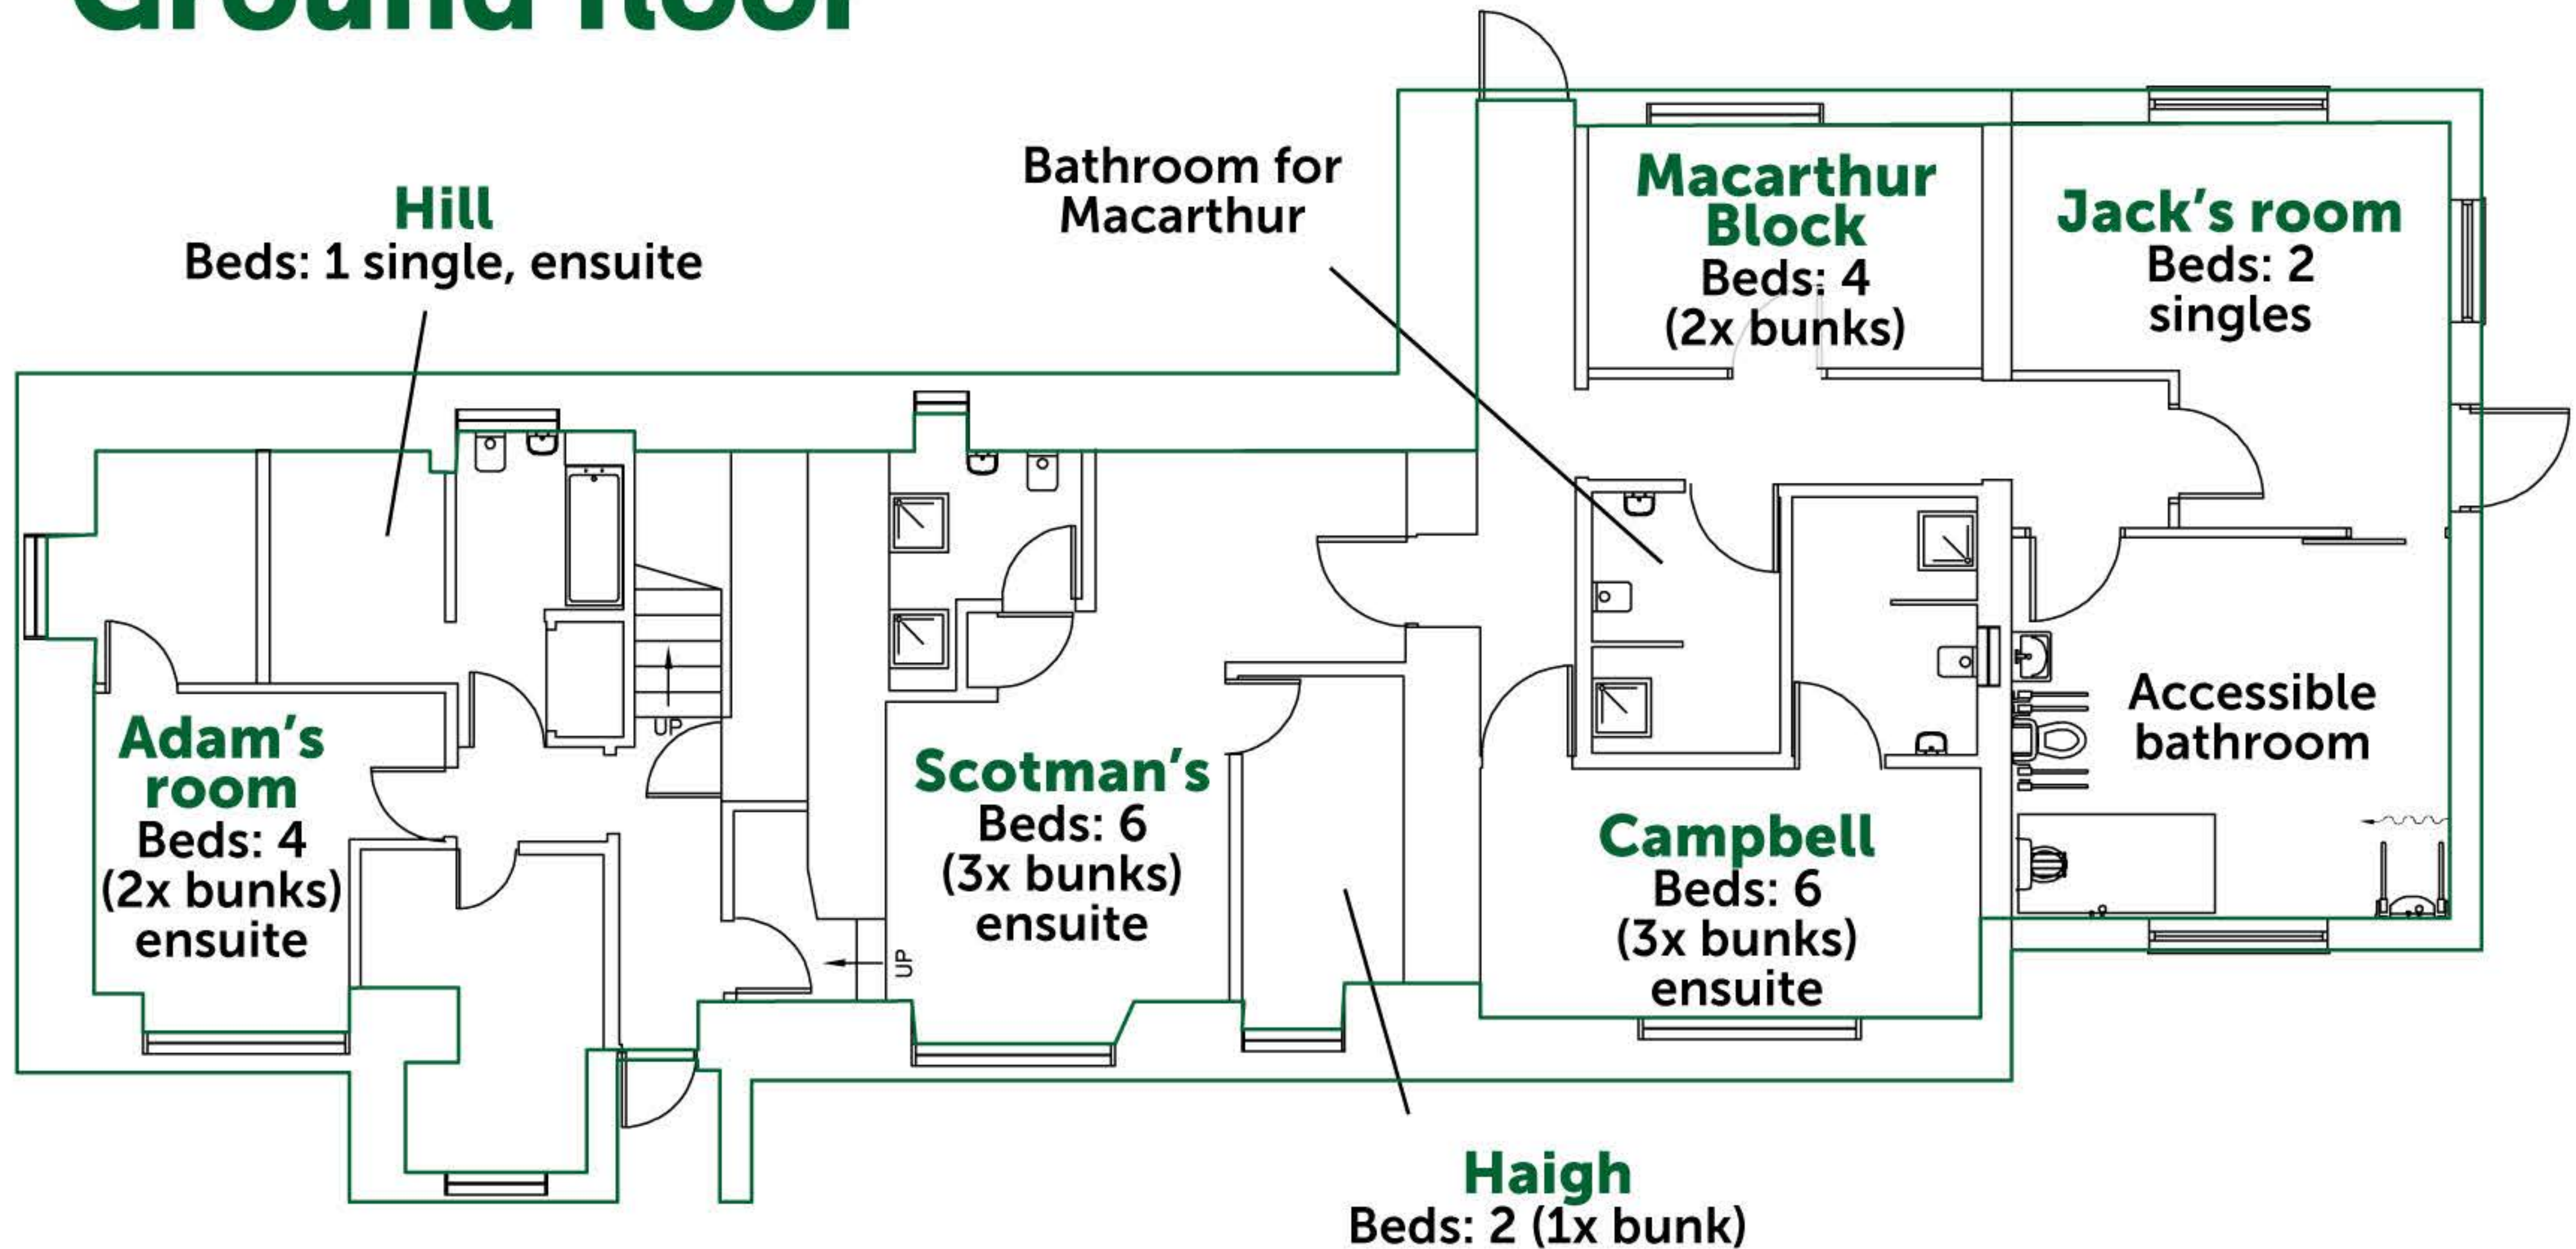 Ground floor
Hill
Beds: 1 single, ensuite
Bathroom for
Macarthur
Macarthur
Block
Beds: 4
(2x bunks)
Jack's room
Beds: 2
singles
Adam's
room
Beds: 4
(2x bunks)
ensuite
UP
Scotman's
Beds: 6
(3x bunks)
ensuite
UP
Campbell
Beds: 6
(3x bunks)
ensuite
Accessible
bathroom
Haigh
Beds: 2 (1x bunk)